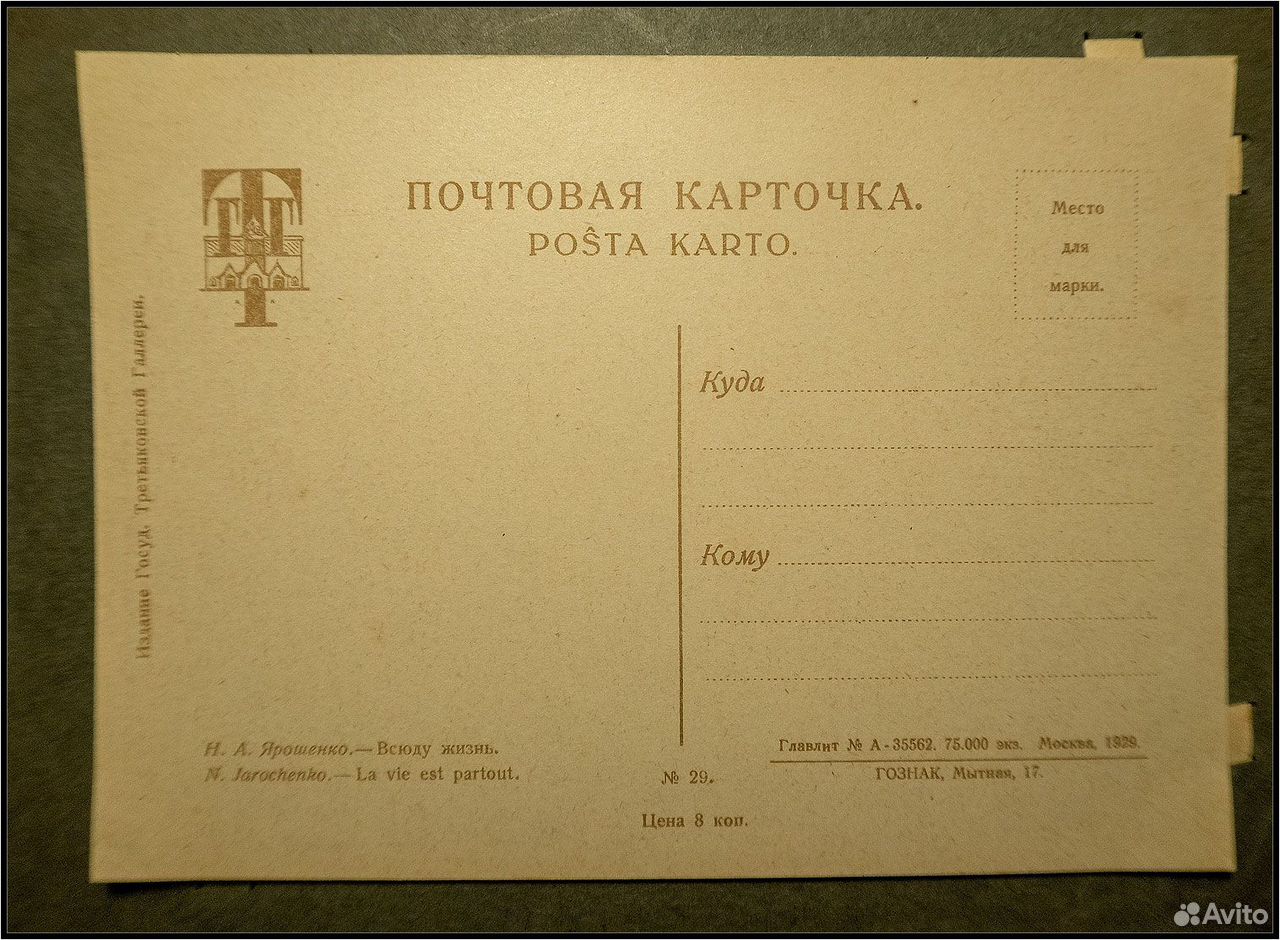 ПОЧТОВАЯ КАРТОЧКА.
POŜTA KARTO.
Место
для
марки.
Издание Госуд. Третьяковской Галлереи.
Куда
Кому
Н. А. Ярошенко.—Всюду жизнь.
N. Jarochenko.—La vie est partout.
№ 29.
Цена 8 коп.
Главлит № А-35562. 75.000 экз. Москва, 1929.
ГОЗНАК, Мытная, 17.
Avito